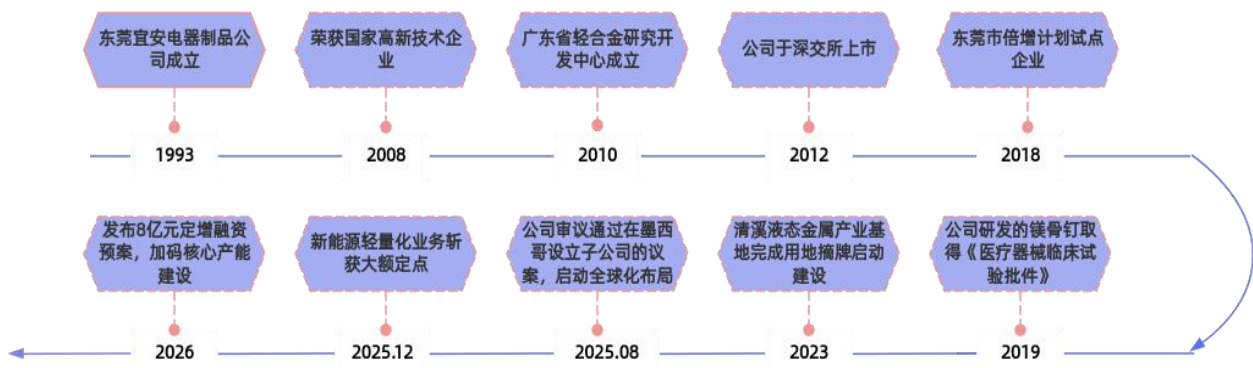 东莞宜安电器制品公
司成立
荣获国家高新技术企
业
广东省轻合金研究开
发中心成立
公司于深交所上市
东莞市倍增计划试点
企业
1993
2008
2010
2012
2018
发布8亿元定增融资
预案，加码核心产能
建设
新能源轻量化业务斩
获大额定点
公司审议通过在墨西
哥设立子公司的议
案，启动全球化布局
清溪液态金属产业基
地完成用地摘牌启动
建设
公司研发的镁骨钉取
得《医疗器械临床试
验批件》
2026
2025.12
2025.08
2023
2019